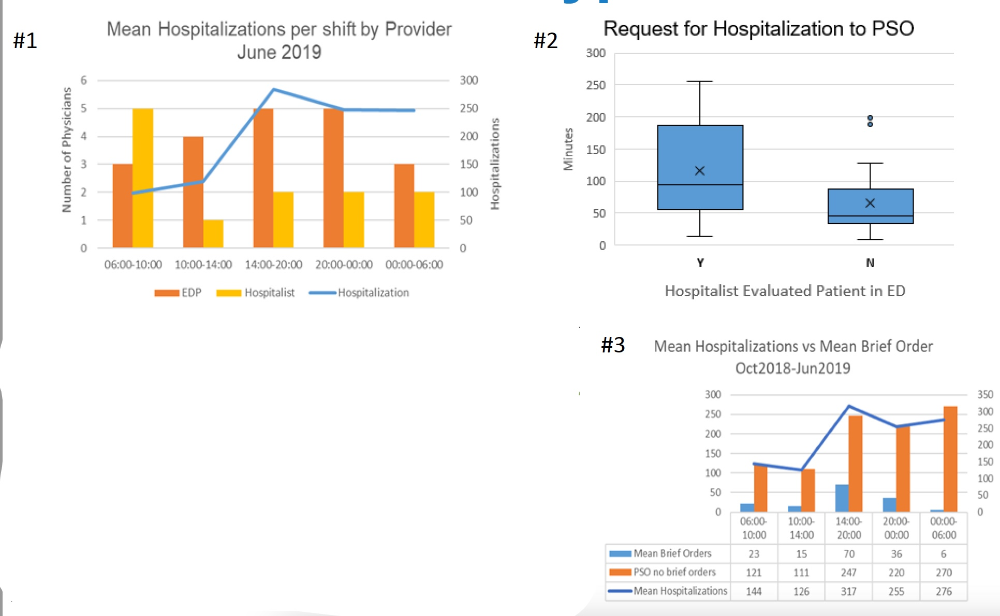 #1
Mean Hospitalizations per shift by Provider
June 2019
Number of Physicians
6
5
4
3
2
1
0
300
250
200
150
100
50
0
Hospitalizations
06:00-10:00 10:00-14:00 14:00-20:00 20:00-00:00 00:00-06:00
EDP Hospitalist Hospitalization
#2
Request for Hospitalization to PSO
Minutes
300
250
200
150
100
50
0
Y N
Hospitalist Evaluated Patient in ED
#3
Mean Hospitalizations vs Mean Brief Order
Oct2018-Jun2019
300
250
200
150
100
50
0
350
300
250
200
150
100
50
0
06:00- 10:00- 14:00- 20:00- 00:00-
10:00 14:00 20:00 00:00 06:00
Mean Brief Orders 23 15 70 36 6
PSO no brief orders 121 111 247 220 270
Mean Hospitalizations 144 126 317 255 276